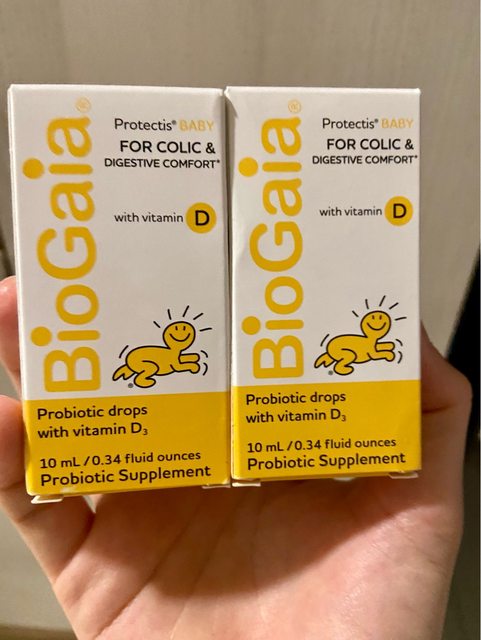 BioGaia®
Protectis® BABY
FOR COLIC &
DIGESTIVE COMFORT*
with vitamin D
Probiotic drops
with vitamin D₃
10 mL / 0.34 fluid ounces
Probiotic Supplement
BioGaia®
Protectis® BABY
FOR COLIC &
DIGESTIVE COMFORT*
with vitamin D
Probiotic drops
with vitamin D₃
10 mL / 0.34 fluid ounces
Probiotic Supplement